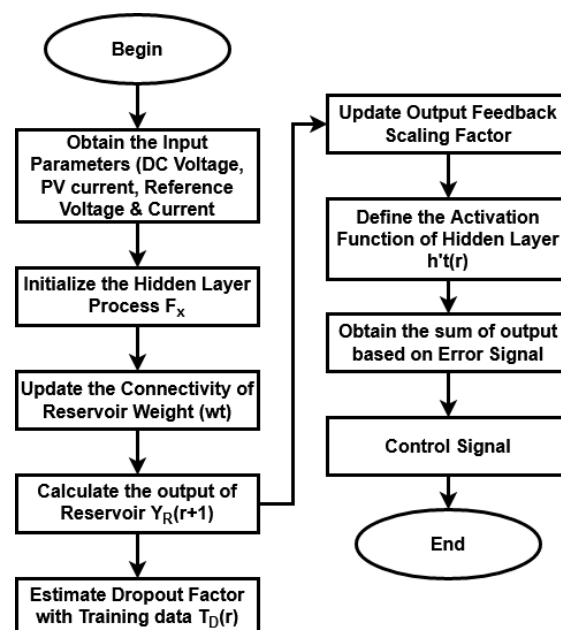 Begin
Obtain the Input
Parameters (DC Voltage,
PV current, Reference
Voltage & Current
Initialize the Hidden Layer
Process Fx
Update the Connectivity of
Reservoir Weight (wt)
Calculate the output of
Reservoir YR(r+1)
Estimate Dropout Factor
with Training data TD(r)
Update Output Feedback
Scaling Factor
Define the Activation
Function of Hidden Layer
h't(r)
Obtain the sum of output
based on Error Signal
Control Signal
End